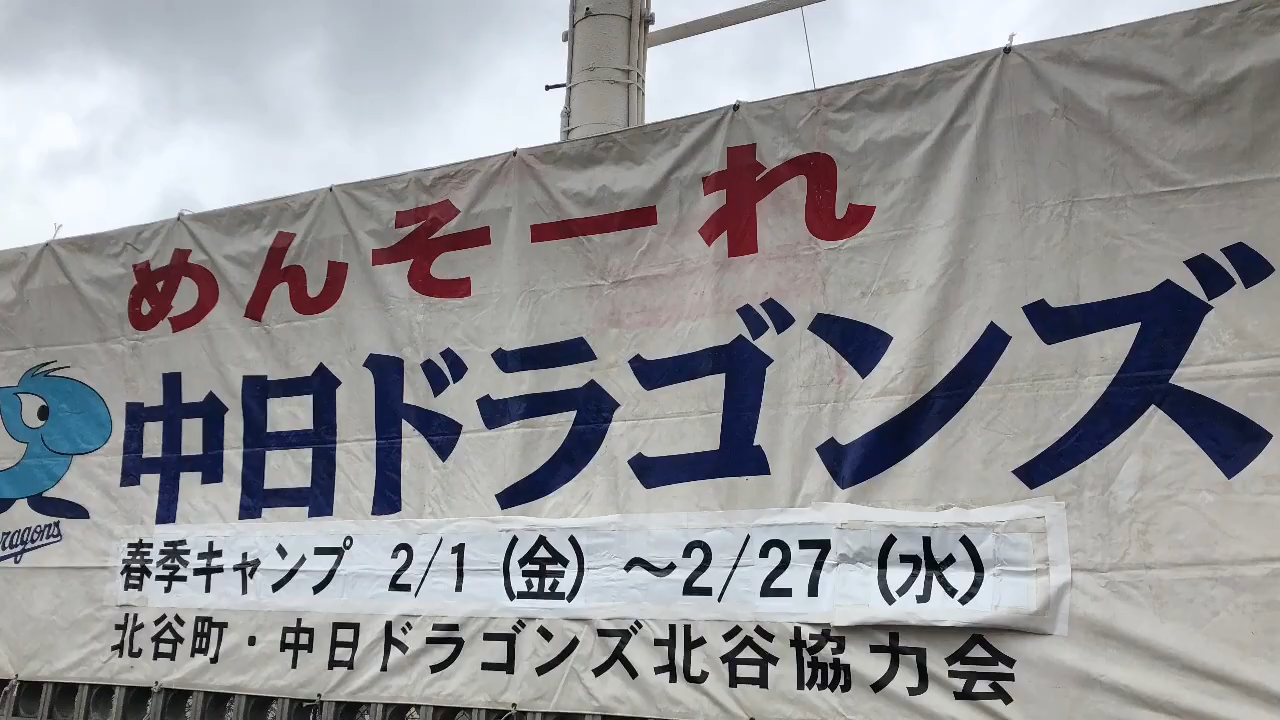 めんそーれ
中日ドラゴンズ
ragons
春季キャンプ 2/1 (金) ～2/27 (水)
北谷町・中日ドラゴンズ北谷協力会